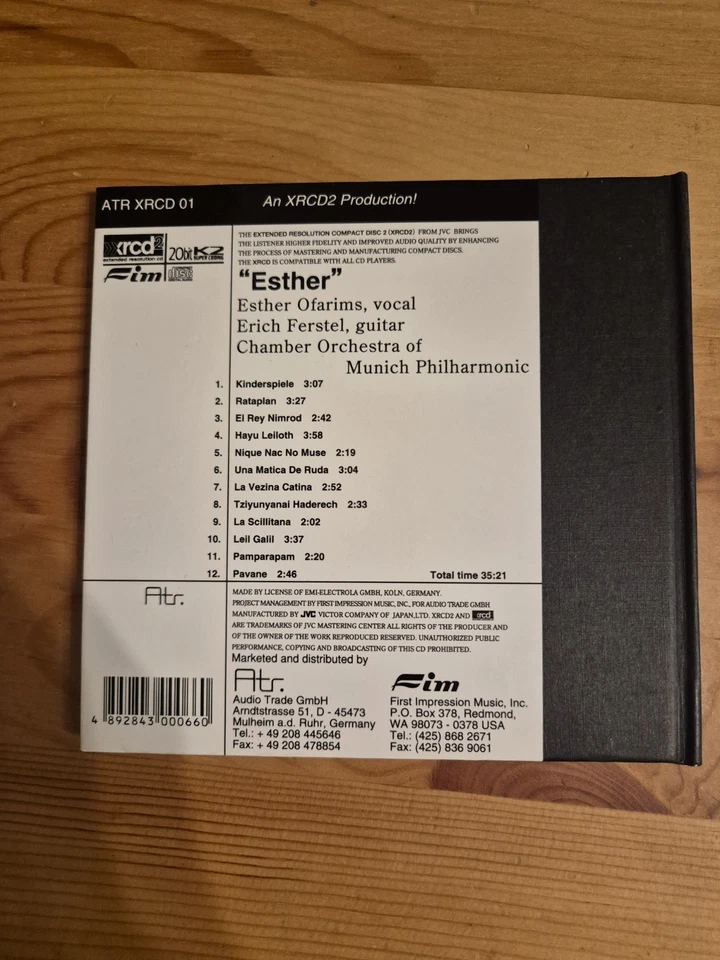 ATR XRCD 01
An XRCD2 Production!
xrcd2
extended resolution cd
20bit K2
SUPER CODING
Fim
THE EXTENDED RESOLUTION COMPACT DISC 2 (XRCD2) FROM JVC BRINGS
THE LISTENER HIGHER FIDELITY AND IMPROVED AUDIO QUALITY BY ENHANCING
THE PROCESS OF MASTERING AND MANUFACTURING COMPACT DISCS.
THE XRCD IS COMPATIBLE WITH ALL CD PLAYERS.
“Esther”
Esther Ofarims, vocal
Erich Ferstel, guitar
Chamber Orchestra of
Munich Philharmonic
1. Kinderspiele 3:07
2. Rataplan 3:27
3. El Rey Nimrod 2:42
4. Hayu Leiloth 3:58
5. Nique Nac No Muse 2:19
6. Una Matica De Ruda 3:04
7. La Vezina Catina 2:52
8. Tziyunyanai Haderech 2:33
9. La Scillitana 2:02
10. Leil Galil 3:37
11. Pamparapam 2:20
12. Pavane 2:46 Total time 35:21
Atr.
MADE BY LICENSE OF EMI-ELECTROLA GMBH, KOLN, GERMANY.
PROJECT MANAGEMENT BY FIRST IMPRESSION MUSIC, INC., FOR AUDIO TRADE GMBH
MANUFACTURED BY JVC VICTOR COMPANY OF JAPAN,LTD. XRCD2 AND xrcd
ARE TRADEMARKS OF JVC MASTERING CENTER ALL RIGHTS OF THE PRODUCER AND
OF THE OWNER OF THE WORK REPRODUCED RESERVED. UNAUTHORIZED PUBLIC
PERFORMANCE, COPYING AND BROADCASTING OF THIS CD PROHIBITED.
Marketed and distributed by
Atr.
Audio Trade GmbH
Arndtstrasse 51, D - 45473
Mulheim a.d. Ruhr, Germany
Tel.: + 49 208 445646
Fax: + 49 208 478854
Fim
First Impression Music, Inc.
P.O. Box 378, Redmond,
WA 98073 - 0378 USA
Tel.: (425) 868 2671
Fax: (425) 836 9061
4 892843 000660